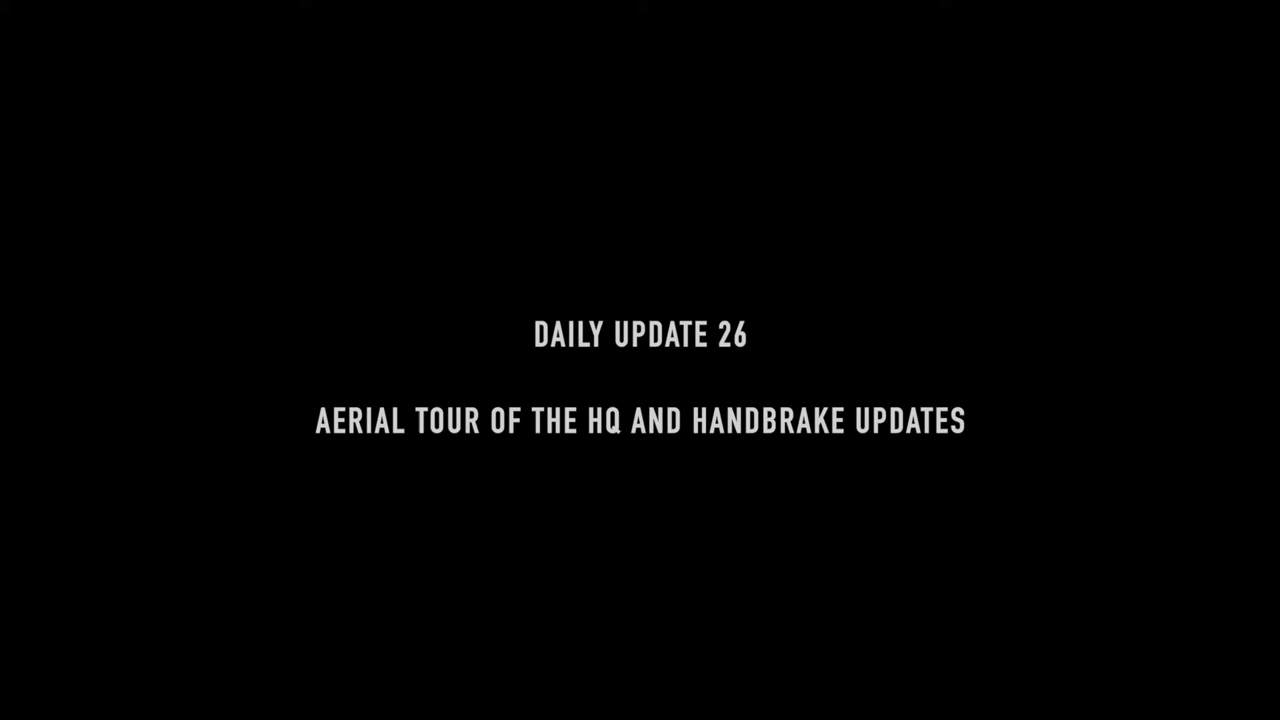 DAILY UPDATE 26
AERIAL TOUR OF THE HQ AND HANDBRAKE UPDATES